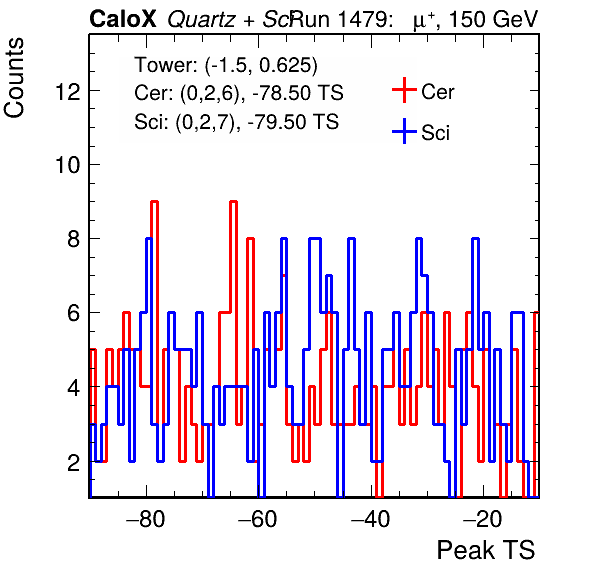 CaloX Quartz + SciRun 1479: μ⁺, 150 GeV
Counts
Tower: (-1.5, 0.625)
Cer: (0,2,6), -78.50 TS
Sci: (0,2,7), -79.50 TS
Cer
Sci
12
10
8
6
4
2
−80 −60 −40 −20
Peak TS